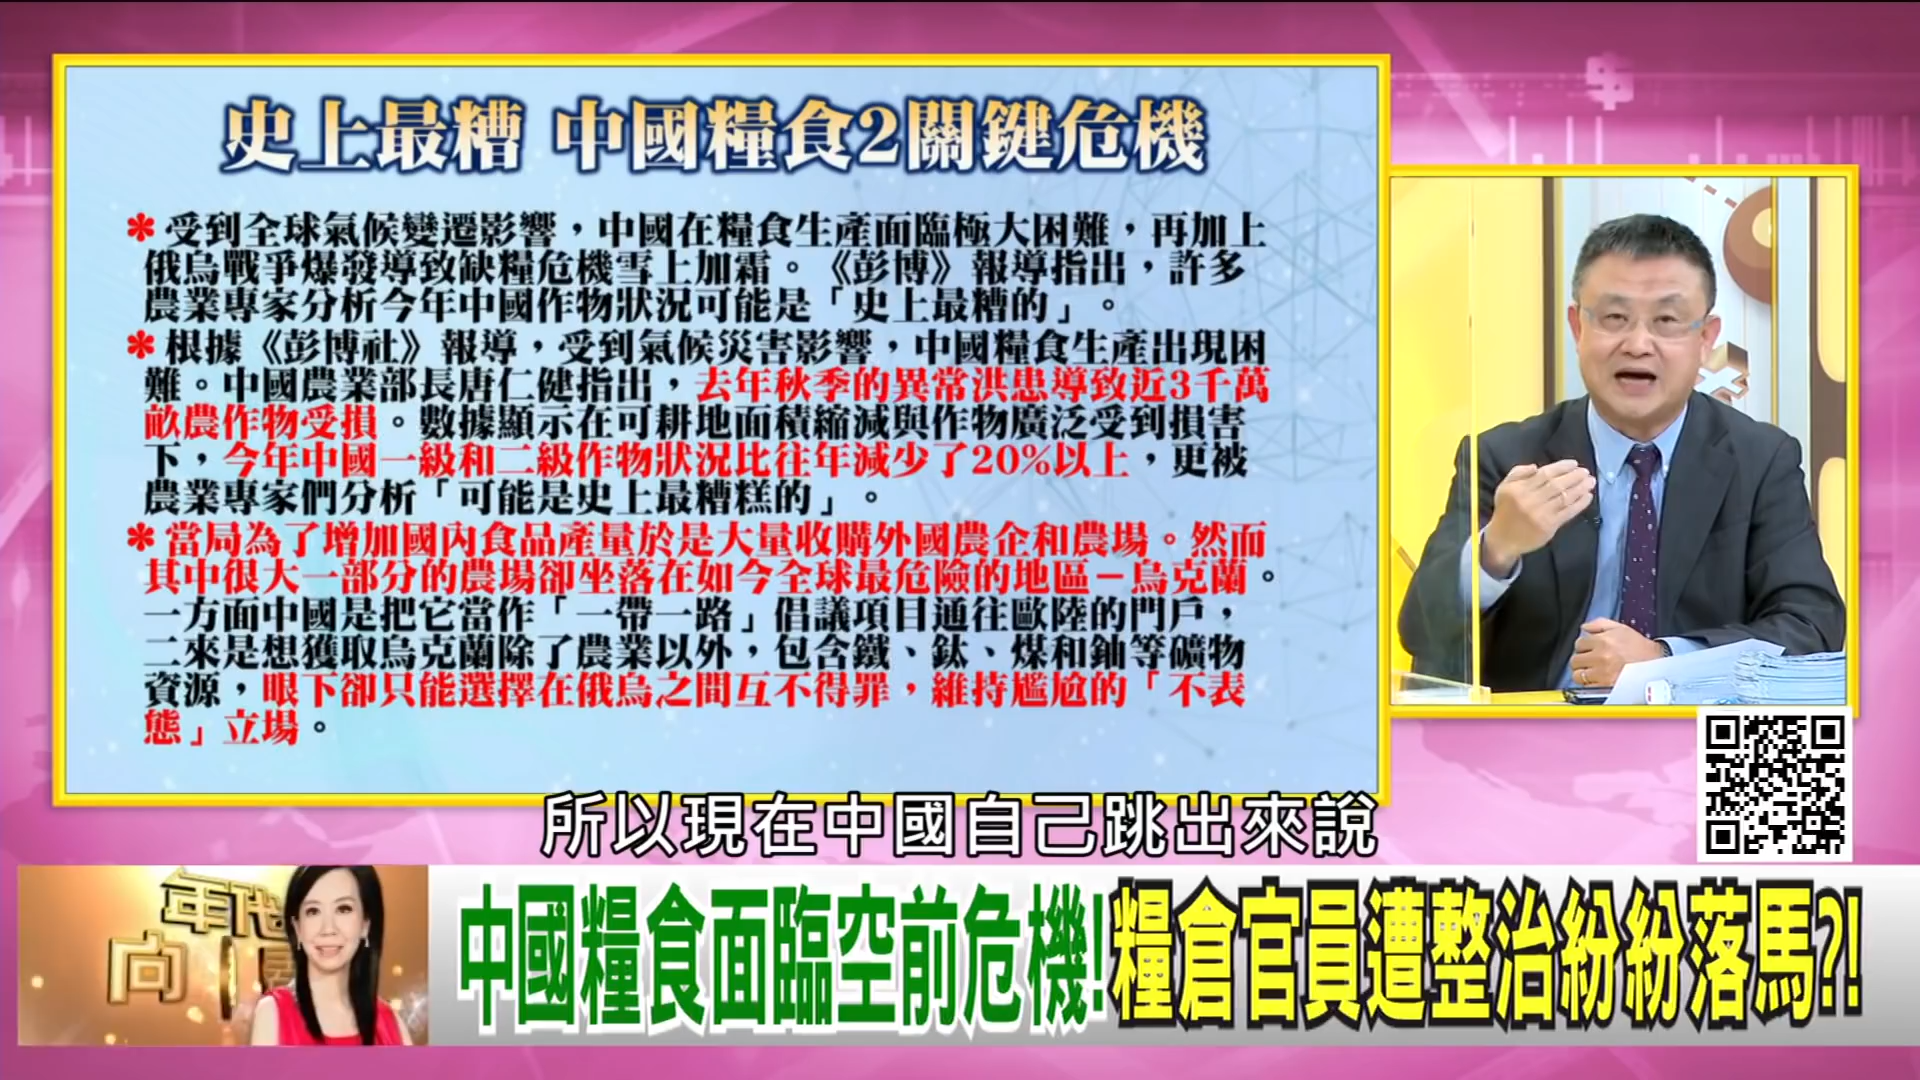 史上最糟 中國糧食2關鍵危機
* 受到全球氣候變遷影響，中國在糧食生產面臨極大困難，再加上
俄烏戰爭爆發導致缺糧危機雪上加霜。《彭博》報導指出，許多
農業專家分析今年中國作物狀況可能是「史上最糟的」。
* 根據《彭博社》報導，受到氣候災害影響，中國糧食生產出現困
難。中國農業部長唐仁健指出，去年秋季的異常洪患導致近3千萬
畝農作物受損。數據顯示在可耕地面積縮減與作物廣泛受到損害
下，今年中國一級和二級作物狀況比往年減少了20%以上，更被
農業專家們分析「可能是史上最糟糕的」。
* 當局為了增加國內食品產量於是大量收購外國農企和農場。然而
其中很大一部分的農場卻坐落在如今全球最危險的地區－烏克蘭。
一方面中國是把它當作「一帶一路」倡議項目通往歐陸的門戶，
二來是想獲取烏克蘭除了農業以外，包含鐵、鈦、煤和鈾等礦物
資源，眼下卻只能選擇在俄烏之間互不得罪，維持尷尬的「不表
態」立場。
所以現在中國自己跳出來說
年代
向
中國糧食面臨空前危機!糧倉官員遭整治紛紛落馬?!